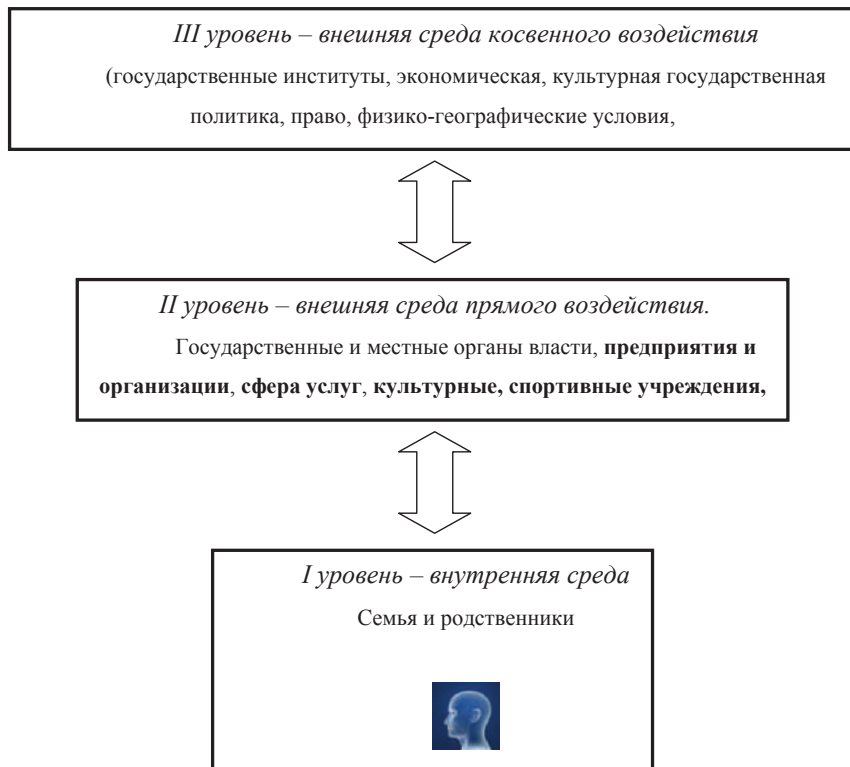 III уровень – внешняя среда косвенного воздействия
(государственные институты, экономическая, культурная государственная
политика, право, физико-географические условия,
II уровень – внешняя среда прямого воздействия.
Государственные и местные органы власти, предприятия и
организации, сфера услуг, культурные, спортивные учреждения,
I уровень – внутренняя среда
Семья и родственники